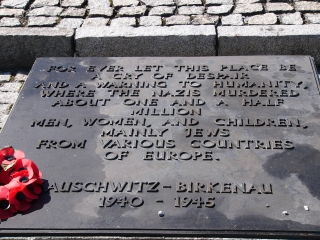 FOR EVER LET THIS PLACE BE
A CRY OF DESPAIR
AND A WARNING TO HUMANITY,
WHERE THE NAZIS MURDERED
ABOUT ONE AND A HALF
MILLION
MEN, WOMEN, AND CHILDREN,
MAINLY JEWS
FROM VARIOUS COUNTRIES
OF EUROPE.
AUSCHWITZ-BIRKENAU
1940 - 1945